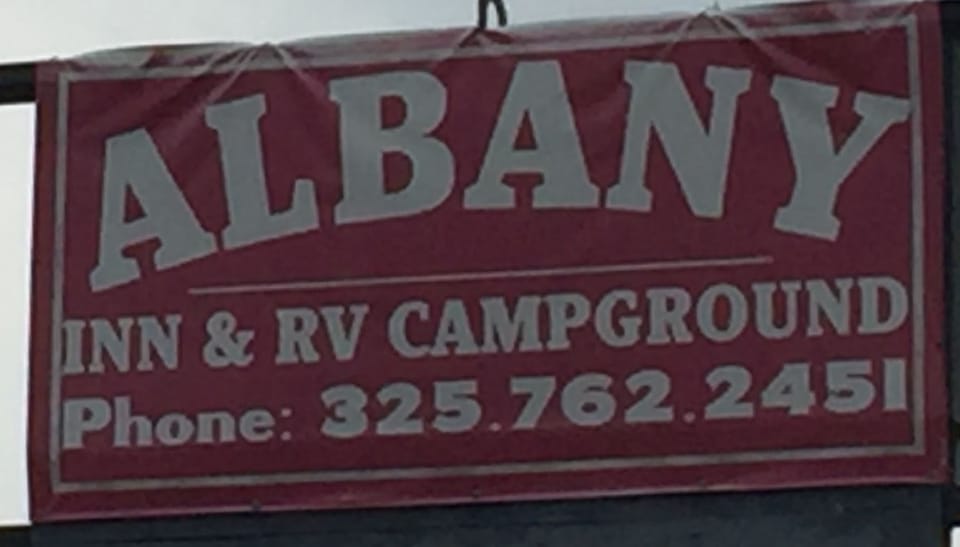 ALBANY
INN & RV CAMPGROUND
Phone: 325.762.2451